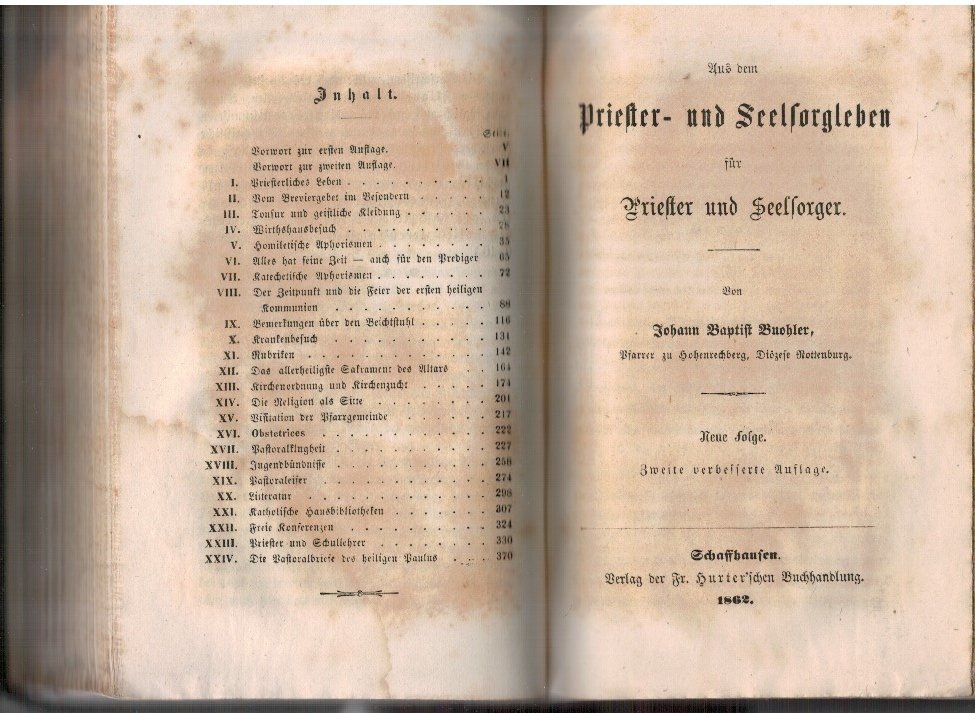 Inhalt.
Seite
Vorwort zur ersten Auflage. V
Vorwort zur zweiten Auflage. VII
I. Priesterliches Leben . . . . . . . . . . 1
II. Vom Breviergebet im Besondern . . . . . . 12
III. Tonsur und geistliche Kleidung . . . . . . 23
IV. Wirthshausbesuch . . . . . . . . . . 28
V. Homiletische Aphorismen . . . . . . . . 35
VI. Alles hat seine Zeit — auch für den Prediger 65
VII. Katechetische Aphorismen . . . . . . . . 72
VIII. Der Zeitpunkt und die Feier der ersten heiligen
Kommunion . . . . . . . . . . 88
IX. Bemerkungen über den Beichtstuhl . . . . . 116
X. Krankenbesuch . . . . . . . . . . 131
XI. Rubriken . . . . . . . . . . . . 142
XII. Das allerheiligste Sakrament des Altars . . 164
XIII. Kirchenordnung und Kirchenzucht . . . . . 174
XIV. Die Religion als Sitte . . . . . . . . 201
XV. Visitation der Pfarrgemeinde . . . . . . 217
XVI. Obstetrices . . . . . . . . . . . 222
XVII. Pastoralklugheit . . . . . . . . . . 227
XVIII. Jugendbündnisse . . . . . . . . . . 258
XIX. Pastoraleifer . . . . . . . . . . . 274
XX. Litteratur . . . . . . . . . . . . 298
XXI. Katholische Hausbibliotheken . . . . . . 307
XXII. Freie Konferenzen . . . . . . . . . 324
XXIII. Priester und Schullehrer . . . . . . . 330
XXIV. Die Pastoralbriefe des heiligen Paulus . . . 370
Aus dem
Priester- und Seelsorgleben
für
Priester und Seelsorger.
Von
Johann Baptist Buohler,
Pfarrer zu Hohenrechberg, Diözese Rottenburg.
Neue Folge.
Zweite verbesserte Auflage.
Schaffhausen.
Verlag der Fr. Hurter'schen Buchhandlung.
1862.